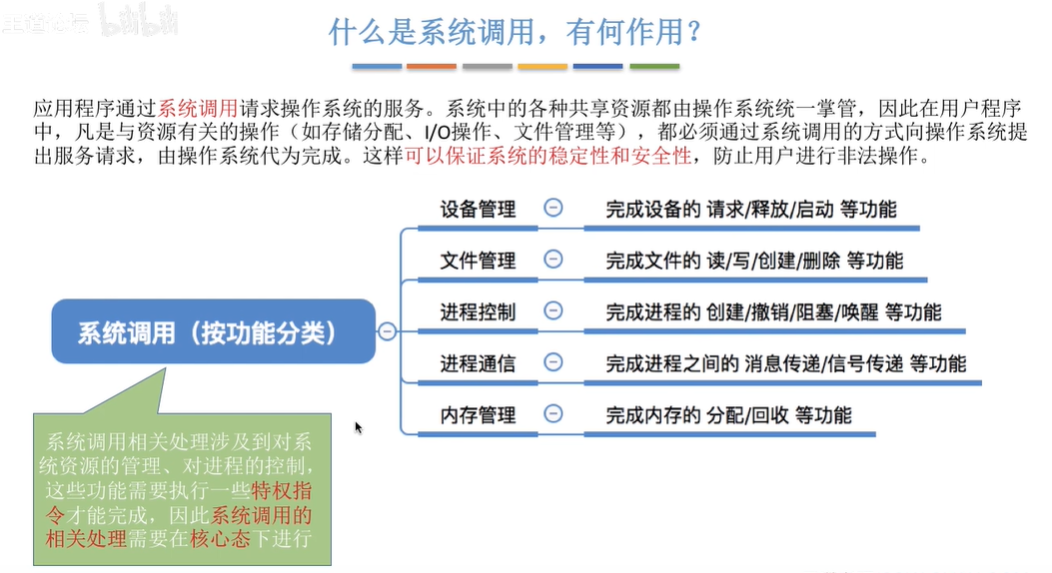 什么是系统调用，有何作用？
应用程序通过系统调用请求操作系统的服务。系统中的各种共享资源都由操作系统统一掌管，因此在用户程序
中，凡是与资源有关的操作（如存储分配、I/O操作、文件管理等），都必须通过系统调用的方式向操作系统提
出服务请求，由操作系统代为完成。这样可以保证系统的稳定性和安全性，防止用户进行非法操作。
设备管理 完成设备的 请求/释放/启动 等功能
文件管理 完成文件的 读/写/创建/删除 等功能
进程控制 完成进程的 创建/撤销/阻塞/唤醒 等功能
系统调用（按功能分类）
进程通信 完成进程之间的 消息传递/信号传递 等功能
内存管理 完成内存的 分配/回收 等功能
系统调用相关处理涉及到对系
统资源的管理、对进程的控制，
这些功能需要执行一些特权指
令才能完成，因此系统调用的
相关处理需要在核心态下进行